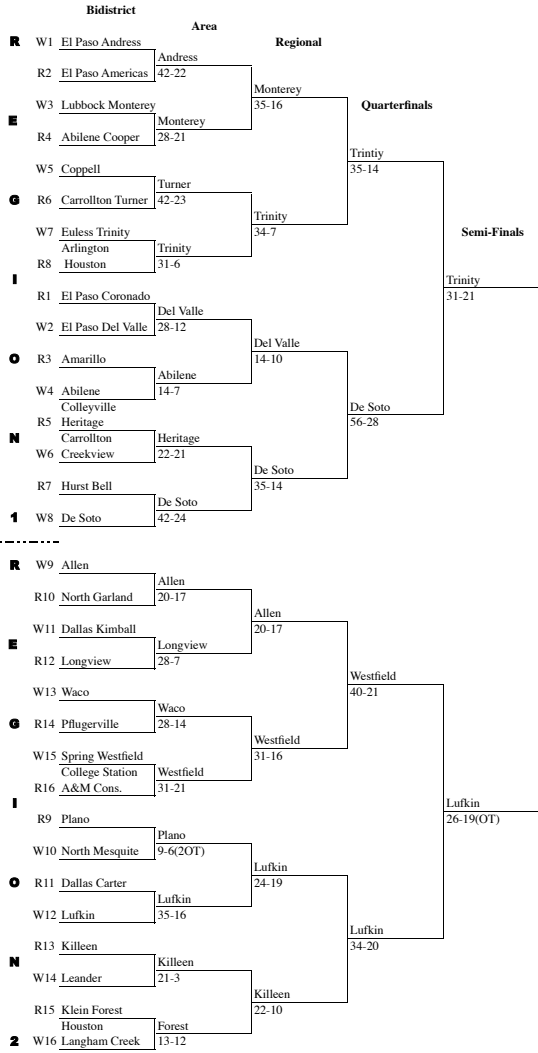 Bidistrict
Area
R W1 El Paso Andress Regional
Andress
R2 El Paso Americas 42-22
Monterey
W3 Lubbock Monterey 35-16 Quarterfinals
E Monterey
R4 Abilene Cooper 28-21
Trintiy
W5 Coppell 35-14
Turner
G R6 Carrollton Turner 42-23
Trinity
W7 Euless Trinity 34-7 Semi-Finals
Arlington Trinity
R8 Houston 31-6
I Trinity
R1 El Paso Coronado 31-21
Del Valle
W2 El Paso Del Valle 28-12
Del Valle
O R3 Amarillo 14-10
Abilene
W4 Abilene 14-7
Colleyville De Soto
R5 Heritage 56-28
N Carrollton Heritage
W6 Creekview 22-21
De Soto
R7 Hurst Bell 35-14
De Soto
1 W8 De Soto 42-24
R W9 Allen
Allen
R10 North Garland 20-17
Allen
W11 Dallas Kimball 20-17
E Longview
R12 Longview 28-7
Westfield
W13 Waco 40-21
Waco
G R14 Pflugerville 28-14
Westfield
W15 Spring Westfield 31-16
College Station Westfield
R16 A&M Cons. 31-21
I Lufkin
R9 Plano 26-19(OT)
Plano
W10 North Mesquite 9-6(2OT)
Lufkin
O R11 Dallas Carter 24-19
Lufkin
W12 Lufkin 35-16
Lufkin
R13 Killeen 34-20
N Killeen
W14 Leander 21-3
Killeen
R15 Klein Forest 22-10
Houston Forest
2 W16 Langham Creek 13-12